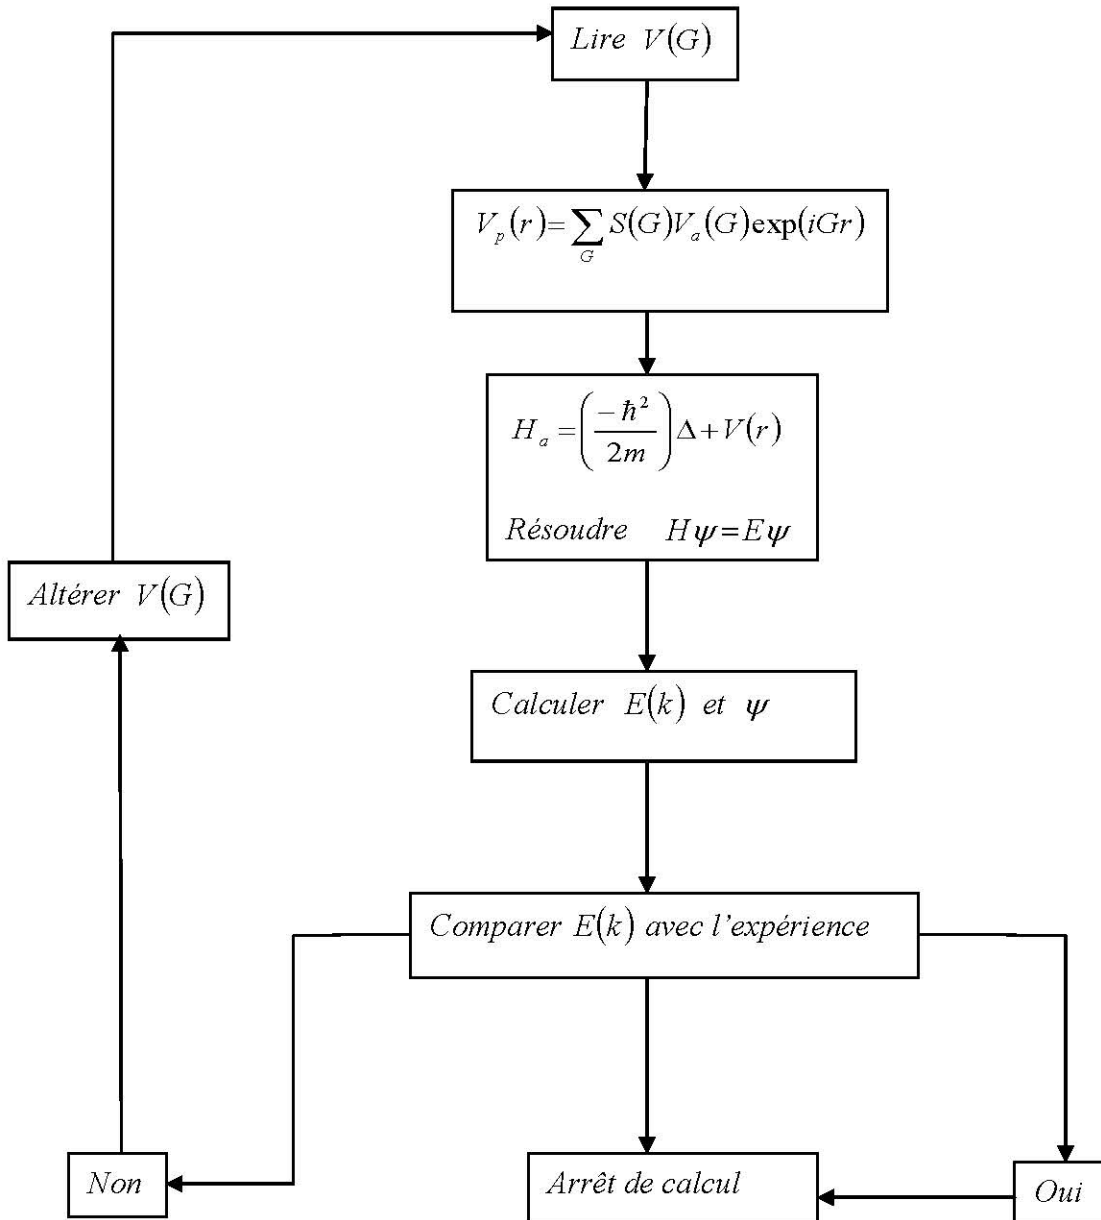 Lire V(G)
V_p(r)=∑_G S(G)V_a(G)exp(iGr)
H_a=(-ħ²/2m)Δ+V(r)
Résoudre Hψ=Eψ
Altérer V(G)
Calculer E(k) et ψ
Comparer E(k) avec l'expérience
Non
Arrêt de calcul
Oui